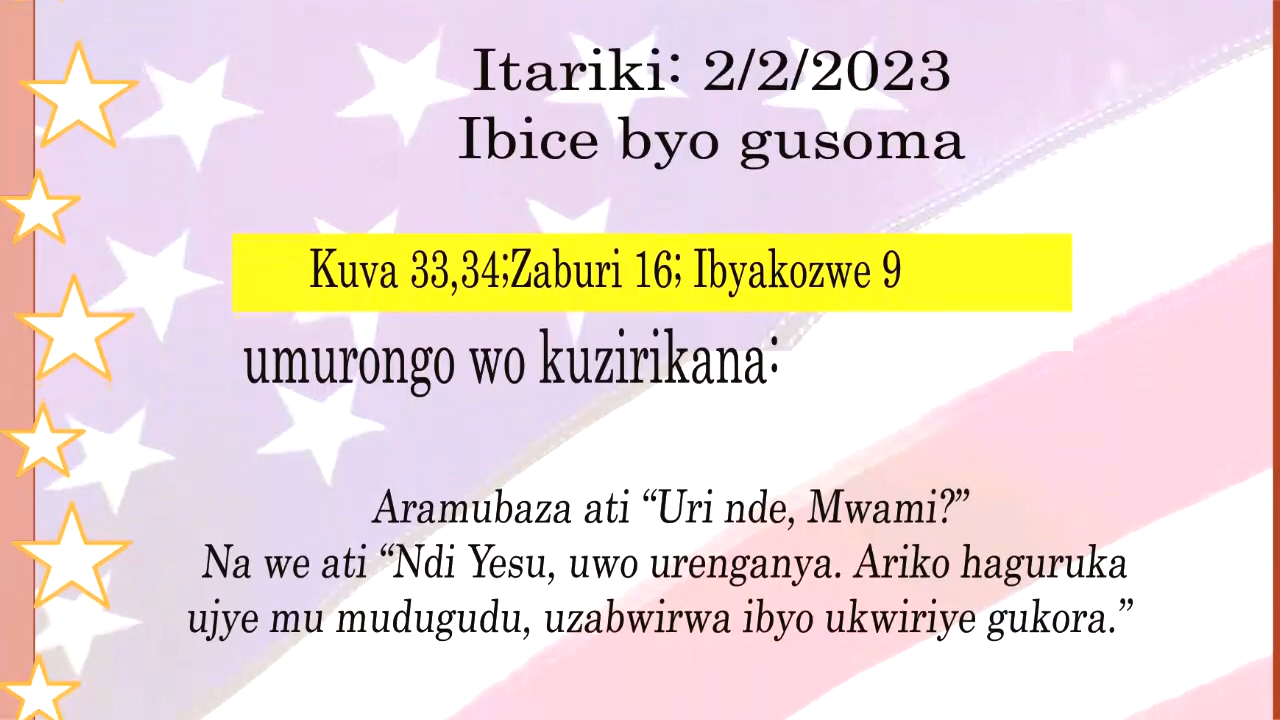 Itariki: 2/2/2023
Ibice byo gusoma
Kuva 33,34;Zaburi 16; Ibyakozwe 9
umurongo wo kuzirikana:
Aramubaza ati “Uri nde, Mwami?”
Na we ati “Ndi Yesu, uwo urenganya. Ariko haguruka
ujye mu mudugudu, uzabwirwa ibyo ukwiriye gukora.”